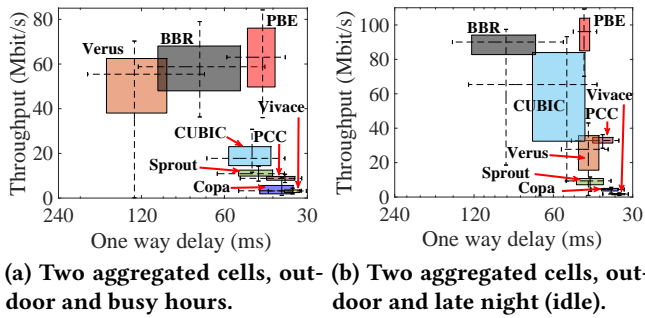 Throughput (Mbit/s)
80
60
40
20
0
Verus
BBR
PBE
Vivace
CUBIC
PCC
Sprout
Copa
240
120
60
30
One way delay (ms)
(a) Two aggregated cells, out-
door and busy hours.
Throughput (Mbit/s)
100
80
60
40
20
0
BBR
PBE
Vivace
CUBIC
PCC
Verus
Sprout
Copa
240
120
60
30
One way delay (ms)
(b) Two aggregated cells, out-
door and late night (idle).